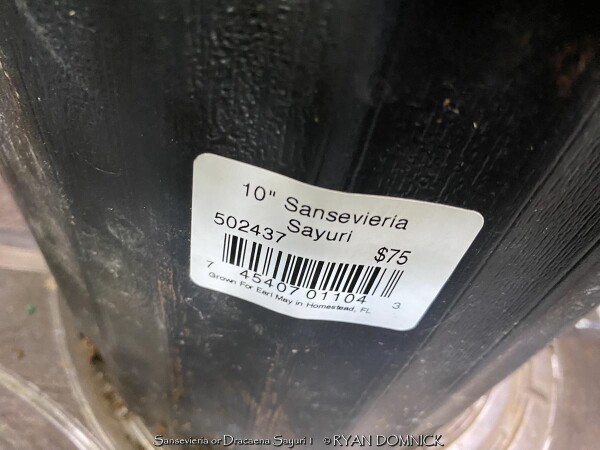 10" Sansevieria
Sayuri
502437
$75
7 45407 01104 3
Grown For Earl May in Homestead, FL
Sansevieria or Dracaena Sayuri 1 © RYAN DOMNICK